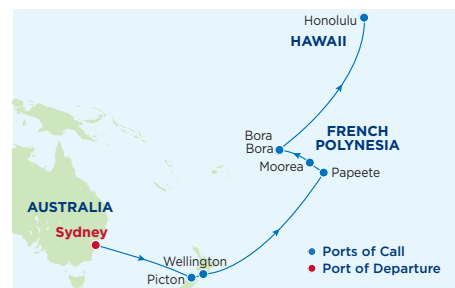 Honolulu
HAWAII
Bora
Bora
FRENCH
POLYNESIA
Moorea
Papeete
AUSTRALIA
Sydney
Wellington
Picton
Ports of Call
Port of Departure